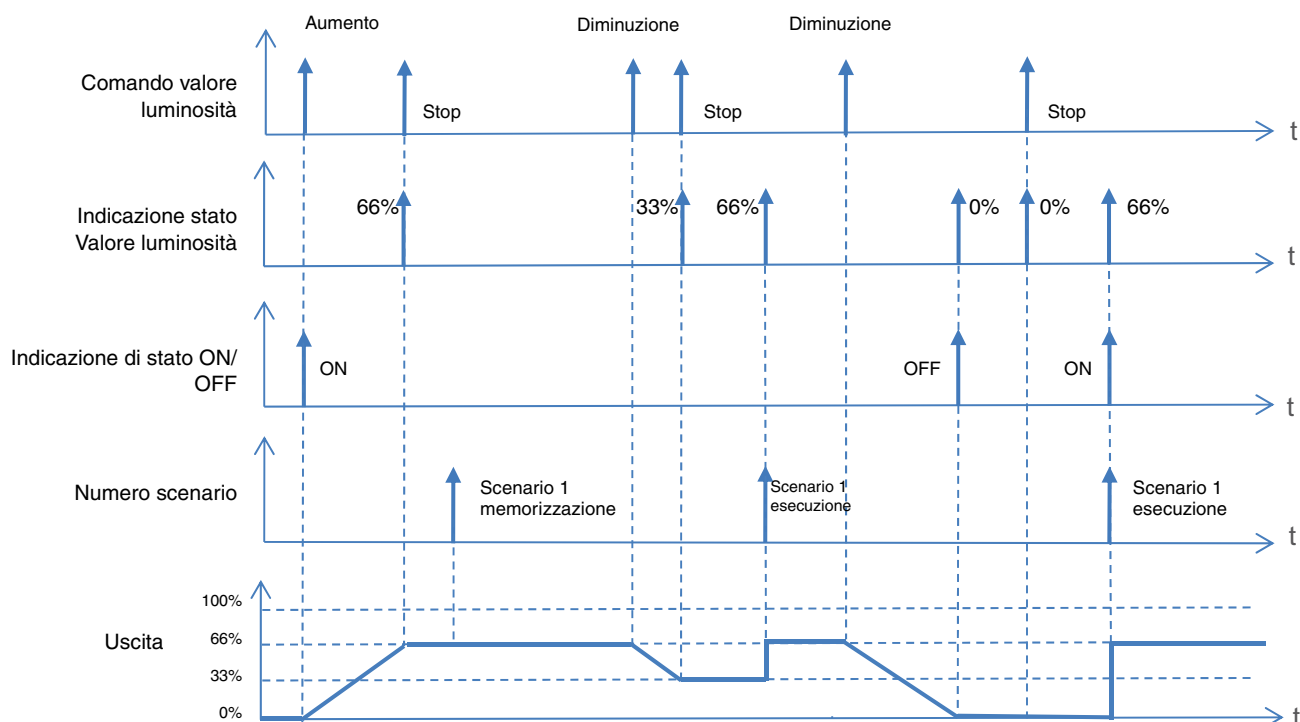 Aumento
Diminuzione
Diminuzione
Comando valore
luminosità
Stop
Stop
Stop
t
66%
33%
66%
0%
0%
66%
Indicazione stato
Valore luminosità
t
Indicazione di stato ON/
OFF
ON
OFF
ON
t
Numero scenario
Scenario 1
memorizzazione
Scenario 1
esecuzione
Scenario 1
esecuzione
t
100%
Uscita
66%
33%
0%
t